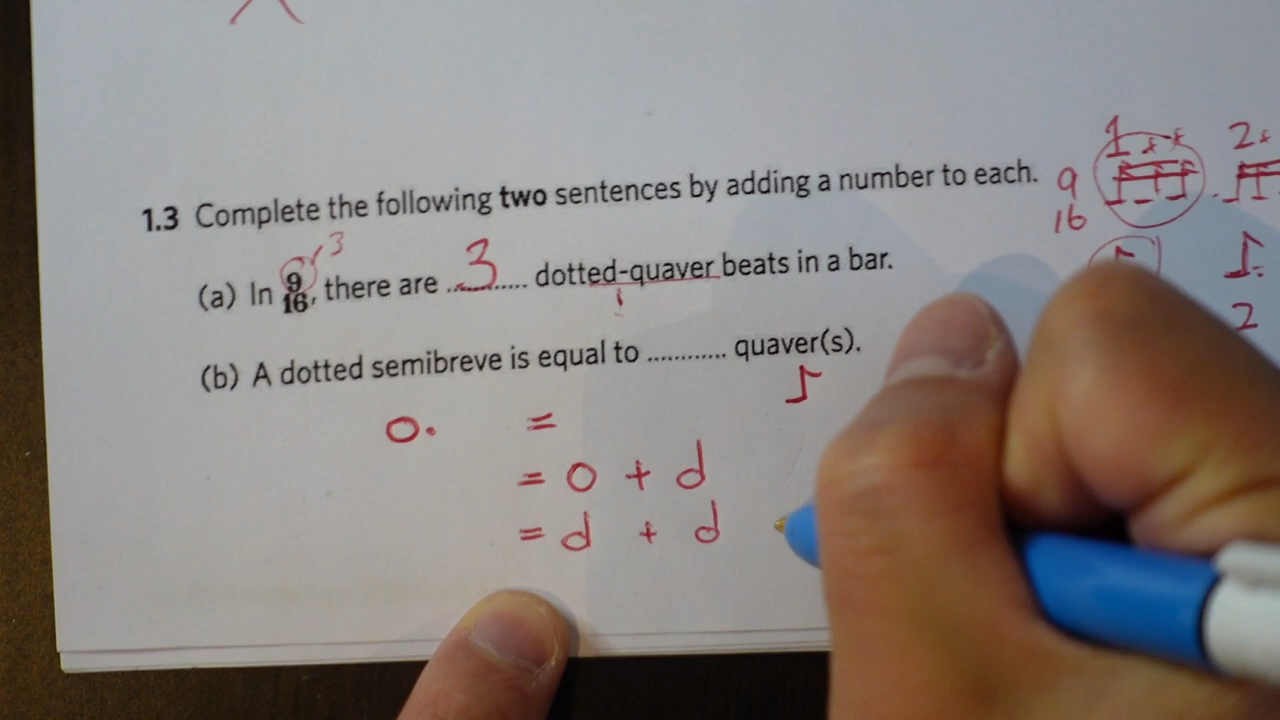 1.3 Complete the following two sentences by adding a number to each.
9 16 1 2
3
(a) In 9/16, there are ...3... dotted-quaver beats in a bar.
2
(b) A dotted semibreve is equal to ............ quaver(s).
=
= +
= +